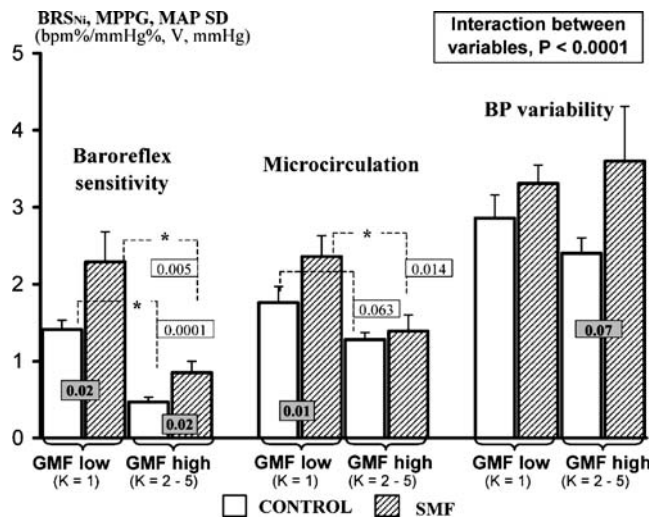 BRSNi, MPPG, MAP SD
(bpm%/mmHg%, V, mmHg)
Interaction between
variables, P < 0.0001
5
4
3
2
1
0
Baroreflex
sensitivity
*
0.005
*
0.0001
0.02
0.02
Microcirculation
*
0.014
0.063
0.01
BP variability
0.07
GMF low
(K = 1)
GMF high
(K = 2 - 5)
GMF low
(K = 1)
GMF high
(K = 2 - 5)
GMF low
(K = 1)
GMF high
(K = 2 - 5)
CONTROL
SMF